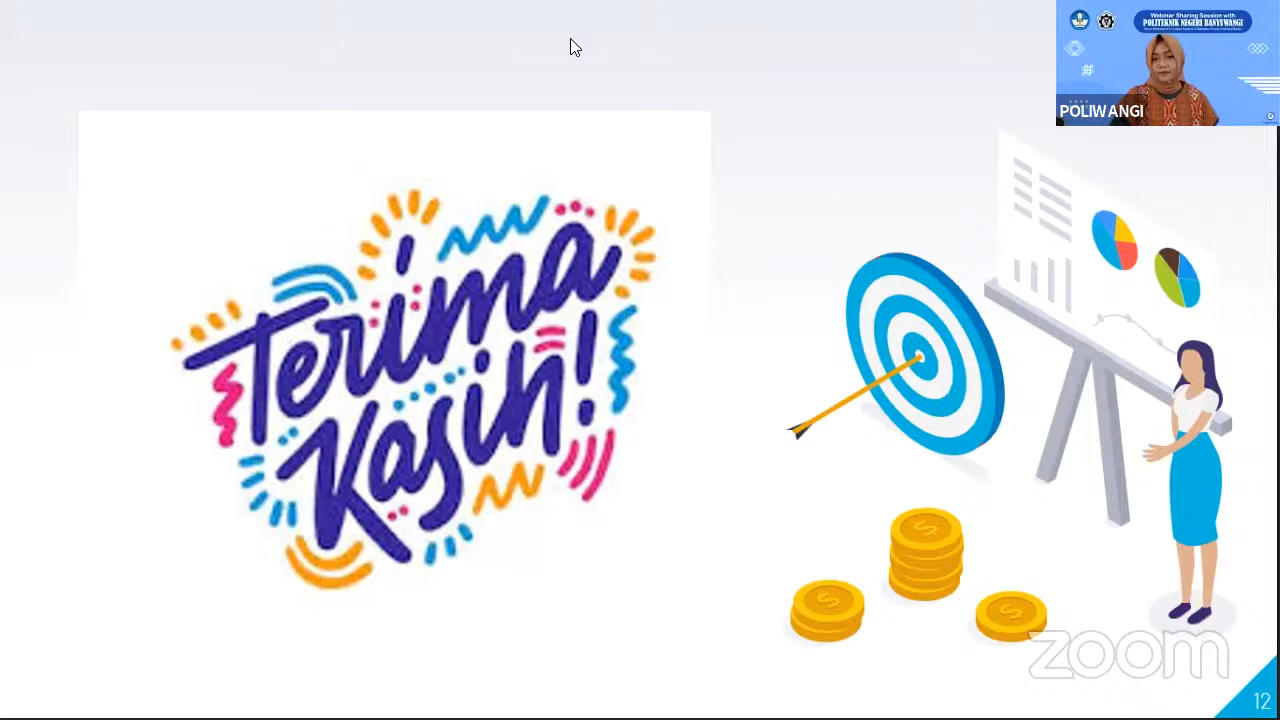 Webinar Sharing Session with
POLITEKNIK NEGERI BANYUWANGI
POLIWANGI
Terima
Kasih!
zoom
12